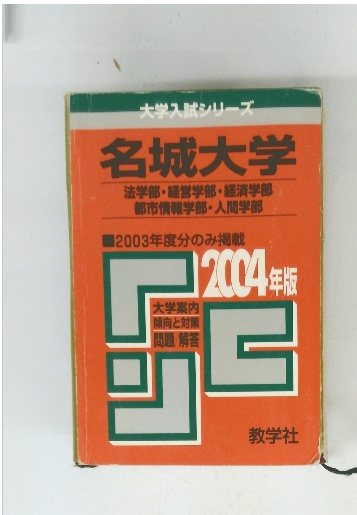 大学入試シリーズ
名城大学
法学部・経営学部・経済学部
都市情報学部・人間学部
■2003年度分のみ掲載
2004年版
大学案内
傾向と対策
問題/解答
教学社